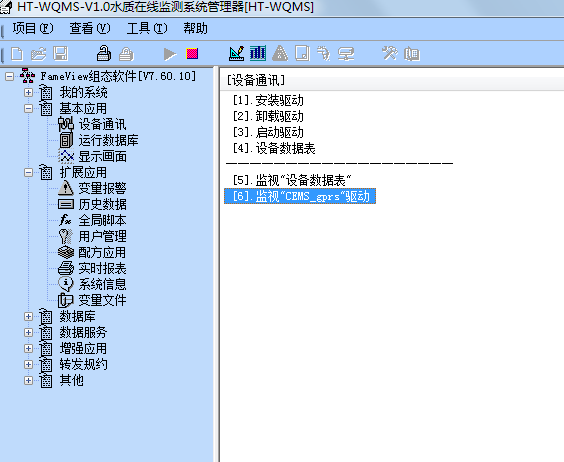 HT-WQMS-V1.0水质在线监测系统管理器[HT-WQMS]
项目(F) 查看(V) 工具(T) 帮助
FameView组态软件[V7.60.10]
我的系统
基本应用
设备通讯
运行数据库
显示画面
扩展应用
变量报警
历史数据
全局脚本
用户管理
配方应用
实时报表
系统信息
变量文件
数据库
数据服务
增强应用
转发规约
其他
[设备通讯]
[1].安装驱动
[2].卸载驱动
[3].启动驱动
[4].设备数据表
[5].监视"设备数据表"
[6].监视"CEMS_gprs"驱动